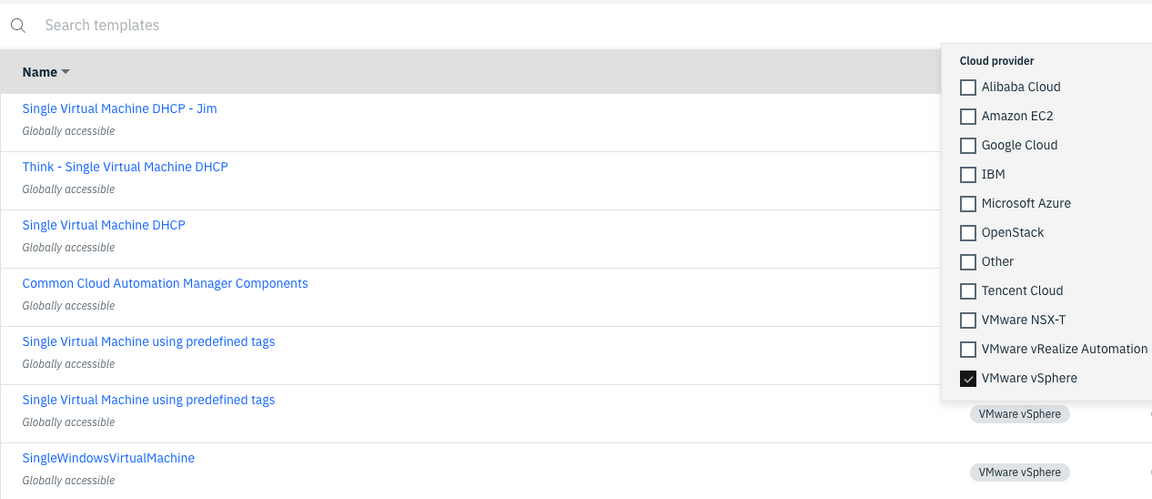 Search templates
Name
Single Virtual Machine DHCP - Jim
Globally accessible
Think - Single Virtual Machine DHCP
Globally accessible
Single Virtual Machine DHCP
Globally accessible
Common Cloud Automation Manager Components
Globally accessible
Single Virtual Machine using predefined tags
Globally accessible
Single Virtual Machine using predefined tags
Globally accessible
VMware vSphere
SingleWindowsVirtualMachine
Globally accessible
VMware vSphere
Cloud provider
Alibaba Cloud
Amazon EC2
Google Cloud
IBM
Microsoft Azure
OpenStack
Other
Tencent Cloud
VMware NSX-T
VMware vRealize Automation
VMware vSphere